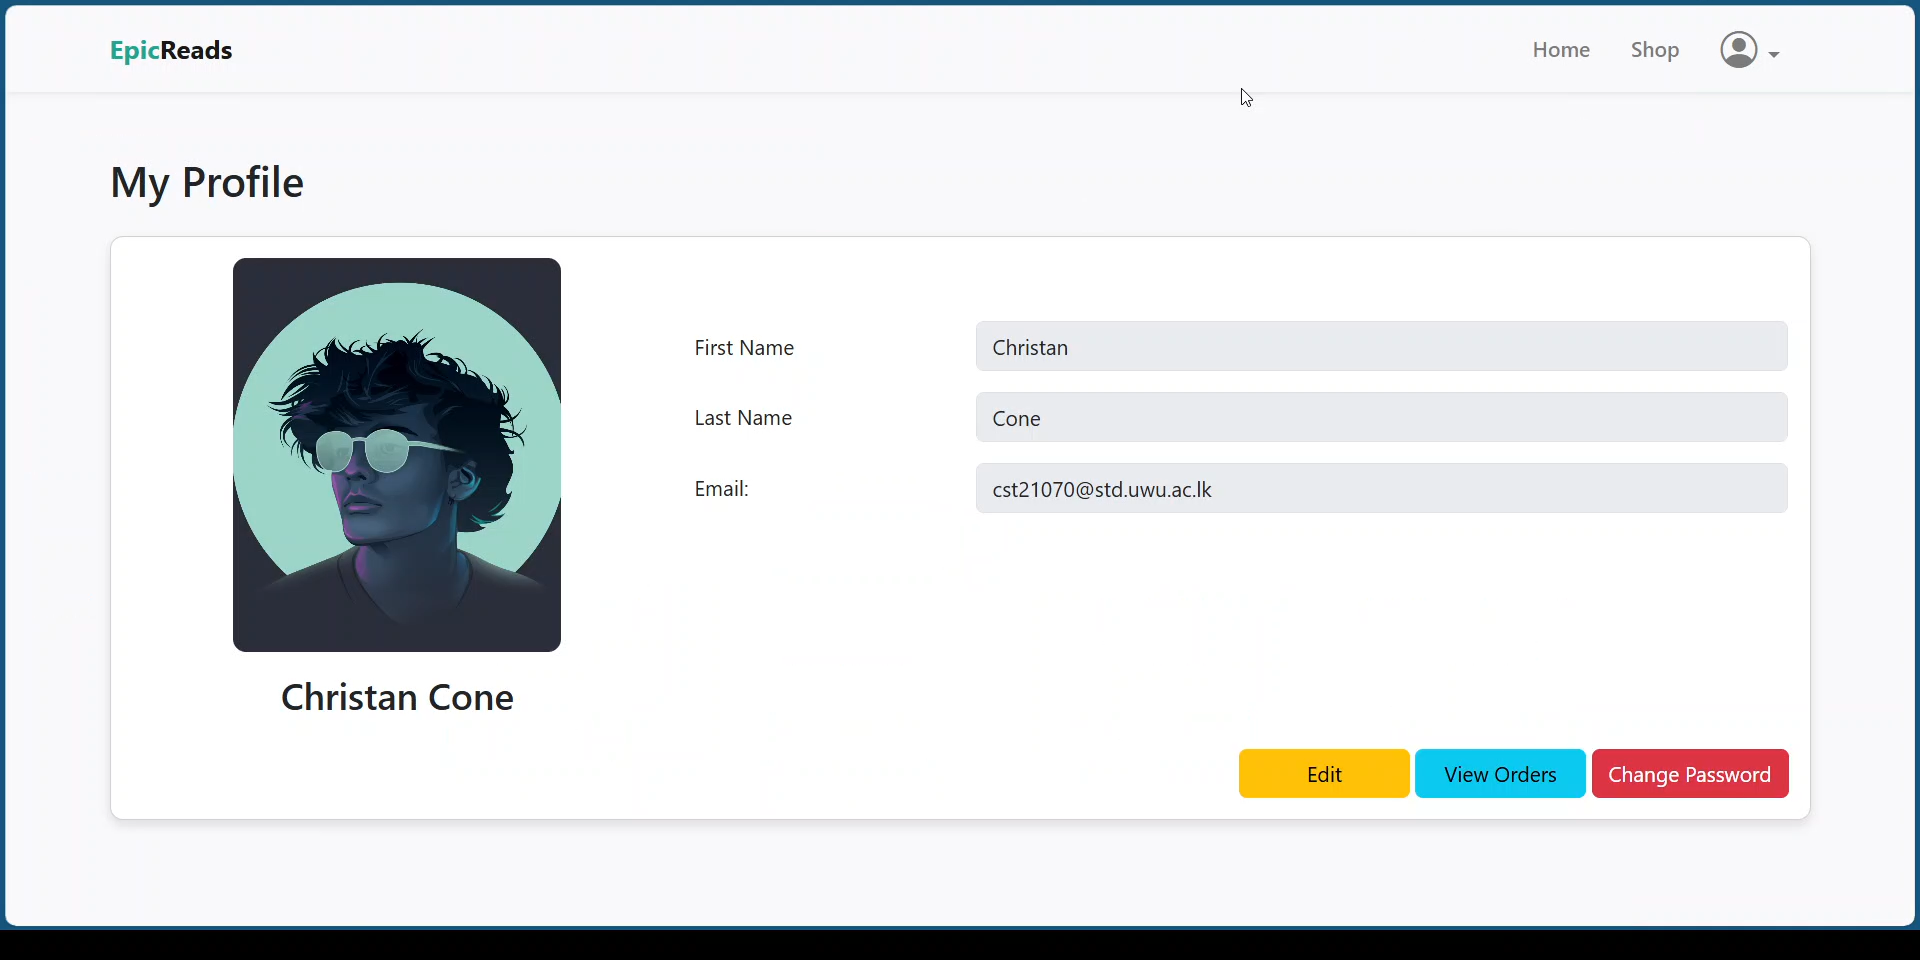 EpicReads
Home Shop
My Profile
First Name Christan
Last Name Cone
Email: cst21070@std.uwu.ac.lk
Christan Cone
Edit View Orders Change Password